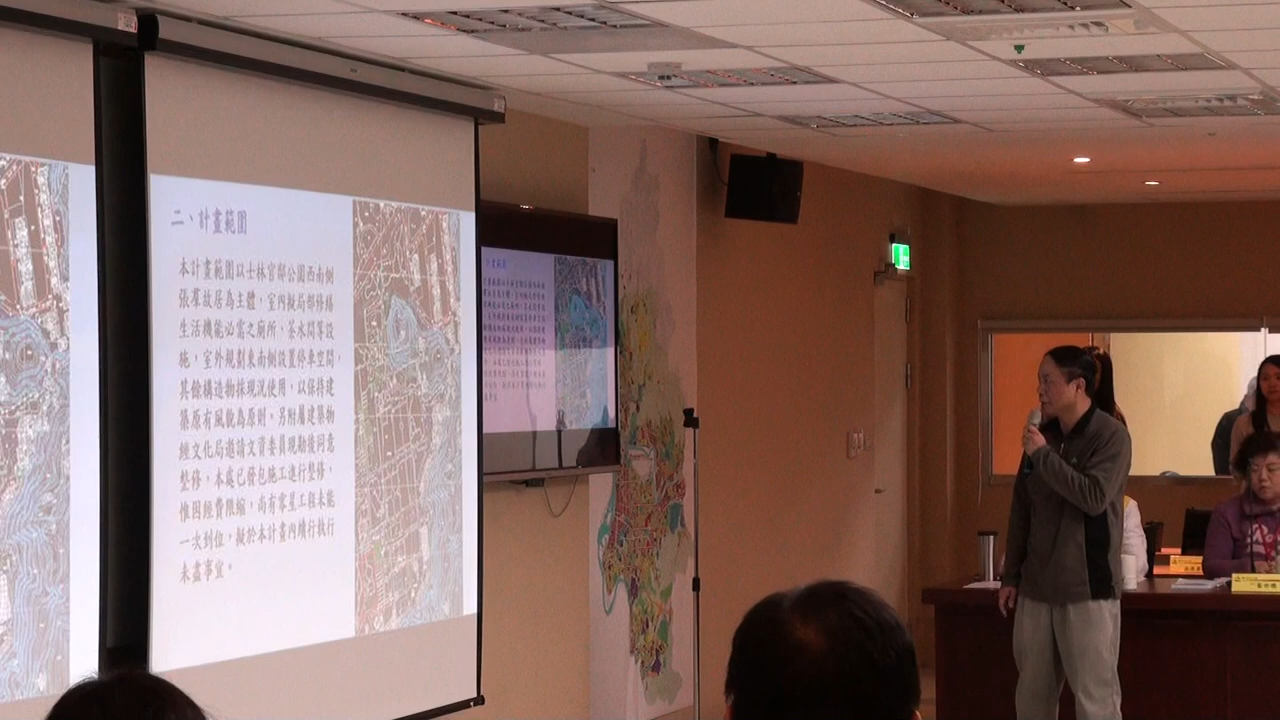 二、計畫範圍
本計畫範圍以士林官邸公園西南側
張羣故居為主體，室內擬局部修繕
生活機能必需之廁所、茶水間等設
施，室外規劃東南側設置停車空間，
其餘構造物採現況使用，以保持建
築原有風貌為原則。另附屬建築物
經文化局邀請文資委員現勘後同意
整修，本處已發包施工進行整修，
惟因經費限縮，尚有零星工程未能
一次到位，擬於本計畫內續行執行
未盡事宜。